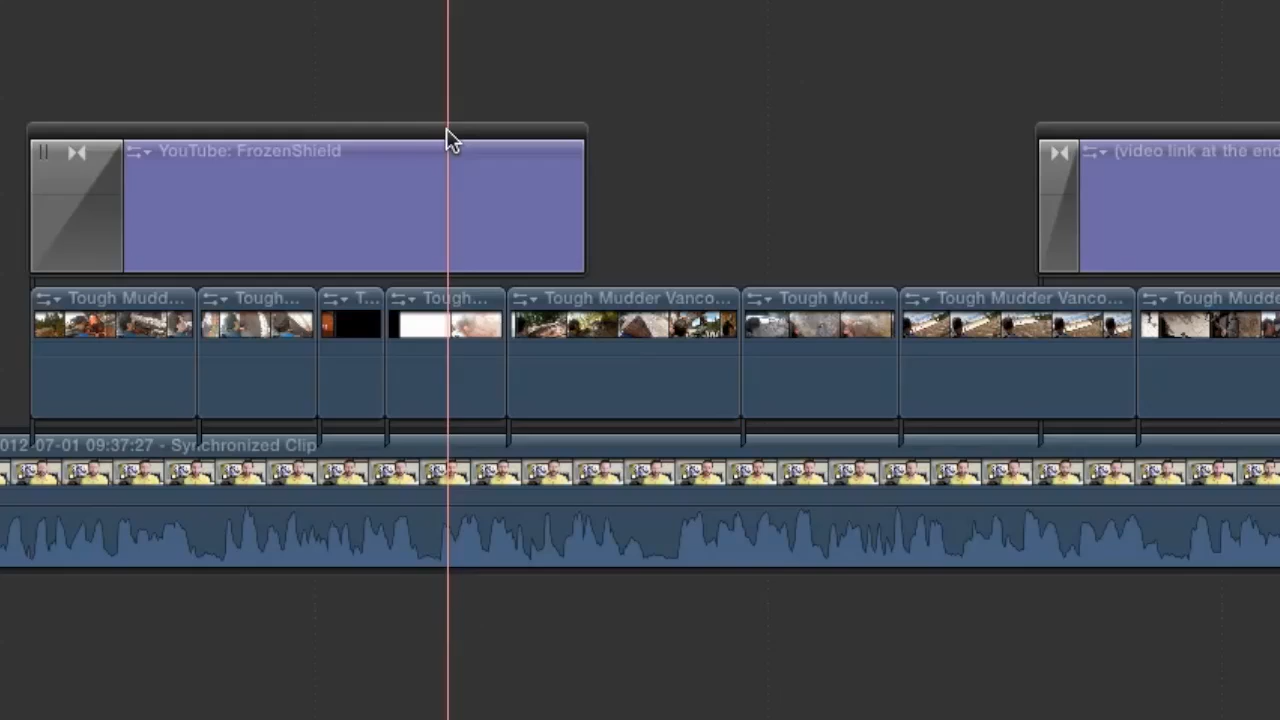 YouTube: FrozenShield
(video link at the end
Tough Mudd...
Tough...
T...
Tough...
Tough Mudder Vanco...
Tough Mud...
Tough Mudder Vanco...
Tough Mudd
012-07-01 09:37:27 - Synchronized Clip